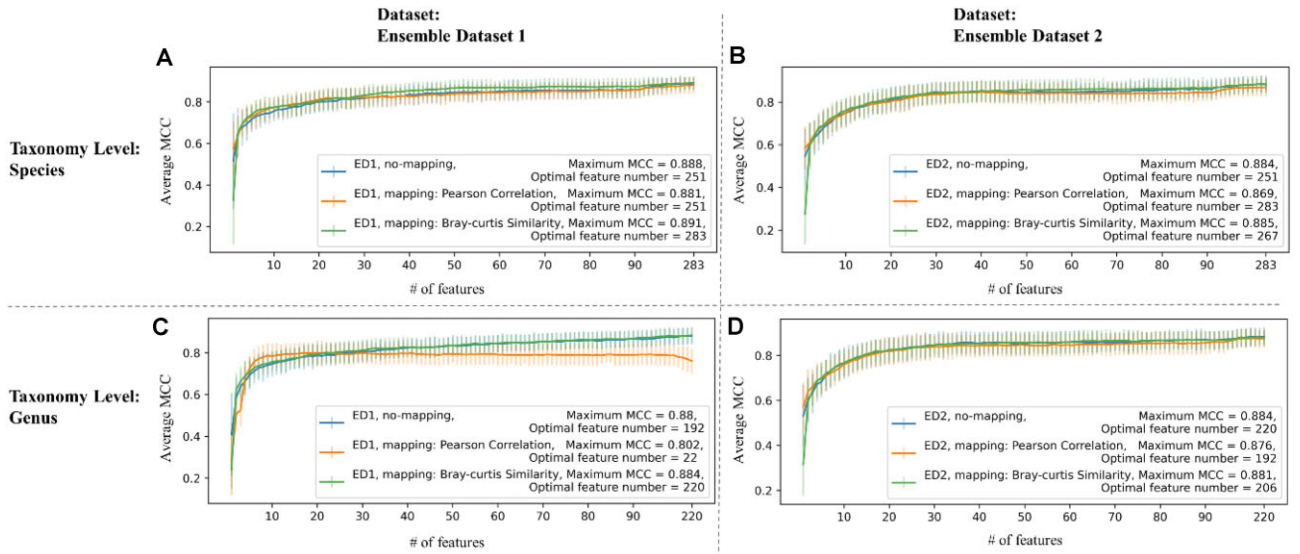 Dataset:
Ensemble Dataset 1
Dataset:
Ensemble Dataset 2
Taxonomy Level:
Species
A
Average MCC
0.8
0.6
0.4
0.2
ED1, no-mapping, Maximum MCC = 0.888,
Optimal feature number = 251
ED1, mapping: Pearson Correlation, Maximum MCC = 0.881,
Optimal feature number = 251
ED1, mapping: Bray-curtis Similarity, Maximum MCC = 0.891,
Optimal feature number = 283
10 20 30 40 50 60 70 80 90 283
# of features
B
Average MCC
0.8
0.6
0.4
0.2
ED2, no-mapping, Maximum MCC = 0.884,
Optimal feature number = 251
ED2, mapping: Pearson Correlation, Maximum MCC = 0.869,
Optimal feature number = 283
ED2, mapping: Bray-curtis Similarity, Maximum MCC = 0.885,
Optimal feature number = 267
10 20 30 40 50 60 70 80 90 283
# of features
Taxonomy Level:
Genus
C
Average MCC
0.8
0.6
0.4
0.2
ED1, no-mapping, Maximum MCC = 0.88,
Optimal feature number = 192
ED1, mapping: Pearson Correlation, Maximum MCC = 0.802,
Optimal feature number = 22
ED1, mapping: Bray-curtis Similarity, Maximum MCC = 0.884,
Optimal feature number = 220
10 20 30 40 50 60 70 80 90 220
# of features
D
Average MCC
0.8
0.6
0.4
0.2
ED2, no-mapping, Maximum MCC = 0.884,
Optimal feature number = 220
ED2, mapping: Pearson Correlation, Maximum MCC = 0.876,
Optimal feature number = 192
ED2, mapping: Bray-curtis Similarity, Maximum MCC = 0.881,
Optimal feature number = 206
10 20 30 40 50 60 70 80 90 220
# of features